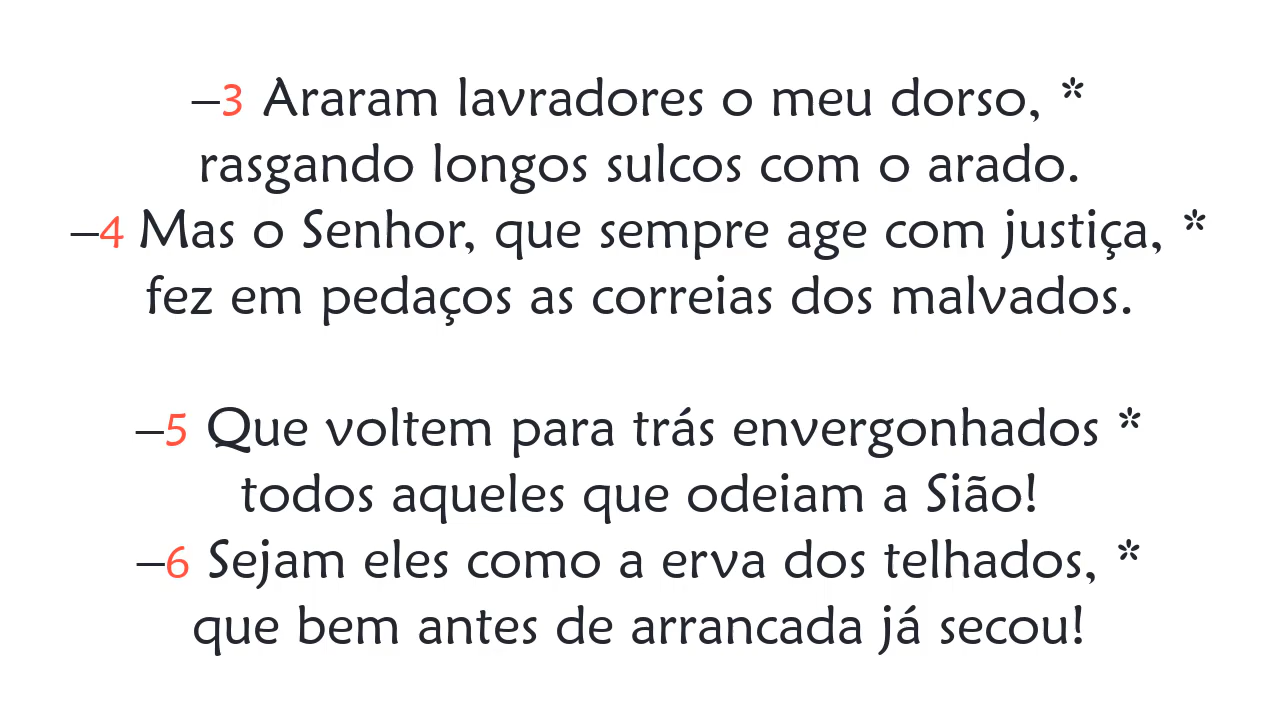 –3 Araram lavradores o meu dorso, *
rasgando longos sulcos com o arado.
–4 Mas o Senhor, que sempre age com justiça, *
fez em pedaços as correias dos malvados.
–5 Que voltem para trás envergonhados *
todos aqueles que odeiam a Sião!
–6 Sejam eles como a erva dos telhados, *
que bem antes de arrancada já secou!